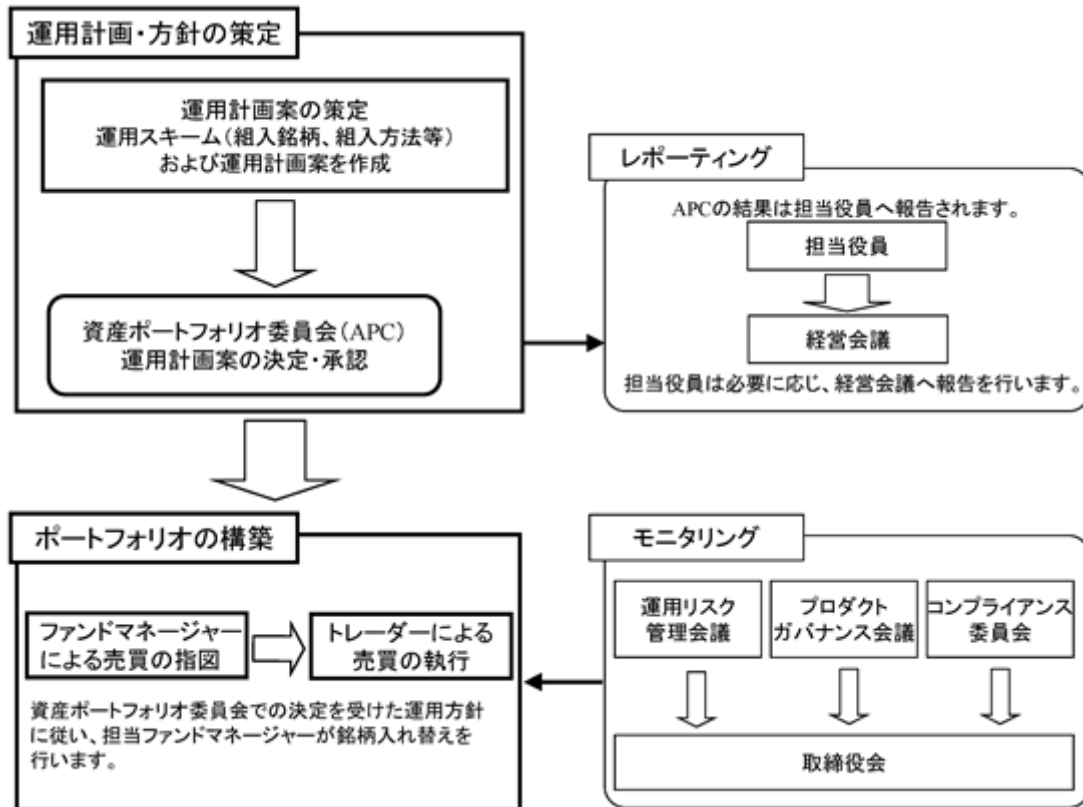 運用計画・方針の策定
運用計画案の策定
運用スキーム(組入銘柄、組入方法等)
および運用計画案を作成
資産ポートフォリオ委員会(APC)
運用計画案の決定・承認
レポーティング
APCの結果は担当役員へ報告されます。
担当役員
経営会議
担当役員は必要に応じ、経営会議へ報告を行います。
ポートフォリオの構築
ファンドマネージャー
による売買の指図
トレーダーによる
売買の執行
資産ポートフォリオ委員会での決定を受けた運用方針
に従い、担当ファンドマネージャーが銘柄入れ替えを
行います。
モニタリング
運用リスク
管理会議
プロダクト
ガバナンス会議
コンプライアンス
委員会
取締役会